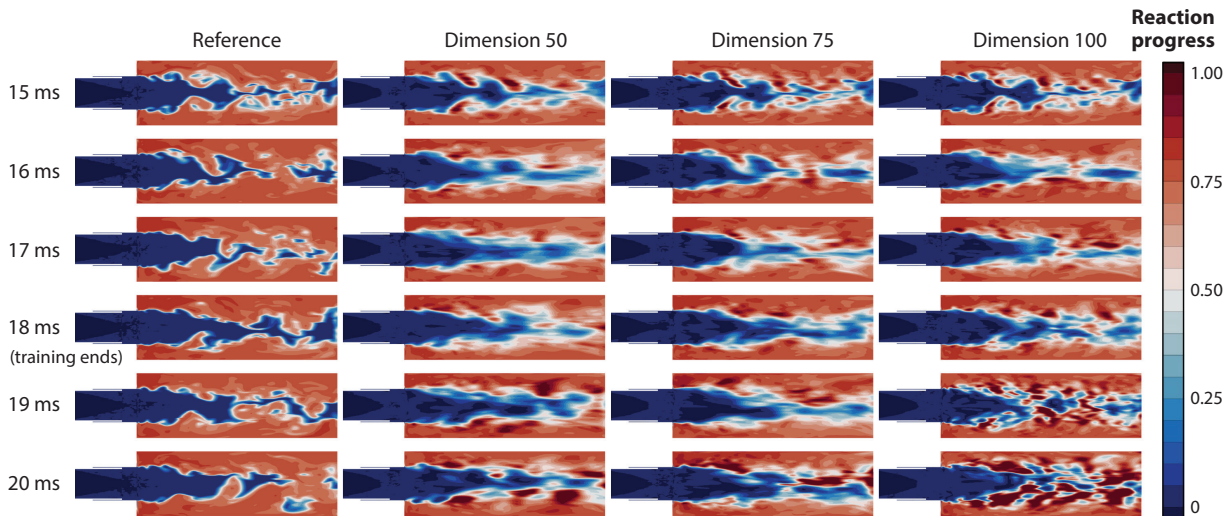 Reference
Dimension 50
Dimension 75
Dimension 100
Reaction
progress
15 ms
16 ms
17 ms
18 ms
(training ends)
19 ms
20 ms
1.00
0.75
0.50
0.25
0